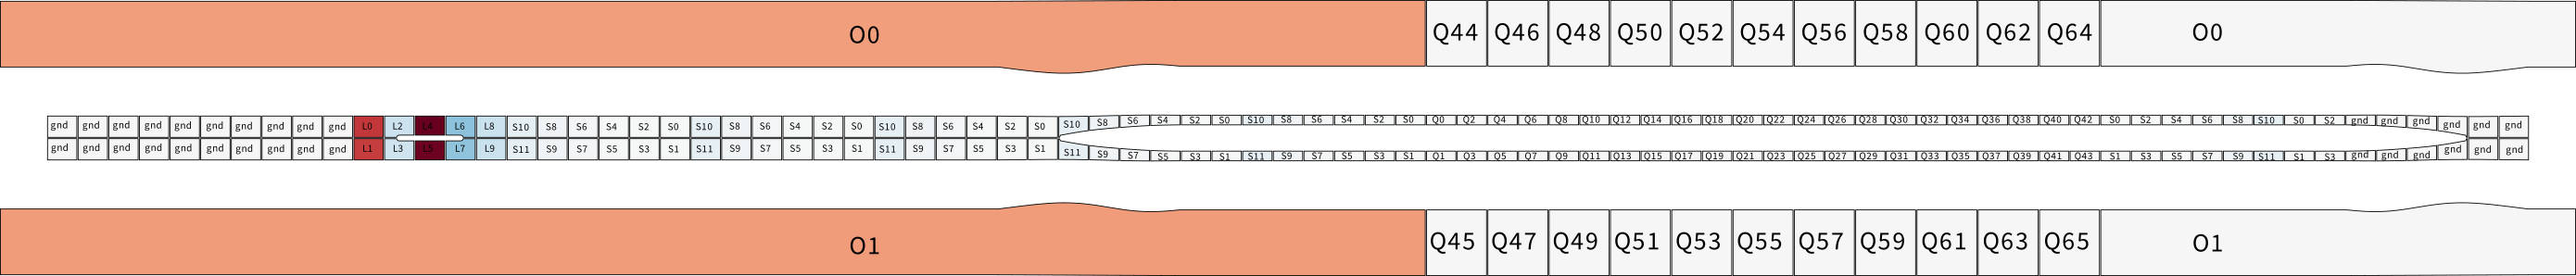 O0 Q44 Q46 Q48 Q50 Q52 Q54 Q56 Q58 Q60 Q62 Q64 O0
gnd gnd gnd gnd gnd gnd gnd gnd gnd gnd L0 L2 L4 L6 L8 S10 S8 S6 S4 S2 S0 S10 S8 S6 S4 S2 S0 S10 S8 S6 S4 S2 S0 S10 S8 S6 S4 S2 S0 S10 S8 S6 S4 S2 S0 Q0 Q2 Q4 Q6 Q8 Q10 Q12 Q14 Q16 Q18 Q20 Q22 Q24 Q26 Q28 Q30 Q32 Q34 Q36 Q38 Q40 Q42 S0 S2 S4 S6 S8 S10 S0 S2 gnd gnd gnd gnd gnd gnd
gnd gnd gnd gnd gnd gnd gnd gnd gnd gnd L1 L3 L5 L7 L9 S11 S9 S7 S5 S3 S1 S11 S9 S7 S5 S3 S1 S11 S9 S7 S5 S3 S1 S11 S9 S7 S5 S3 S1 S11 S9 S7 S5 S3 S1 Q1 Q3 Q5 Q7 Q9 Q11 Q13 Q15 Q17 Q19 Q21 Q23 Q25 Q27 Q29 Q31 Q33 Q35 Q37 Q39 Q41 Q43 S1 S3 S5 S7 S9 S11 S1 S3 gnd gnd gnd gnd gnd gnd
O1 Q45 Q47 Q49 Q51 Q53 Q55 Q57 Q59 Q61 Q63 Q65 O1